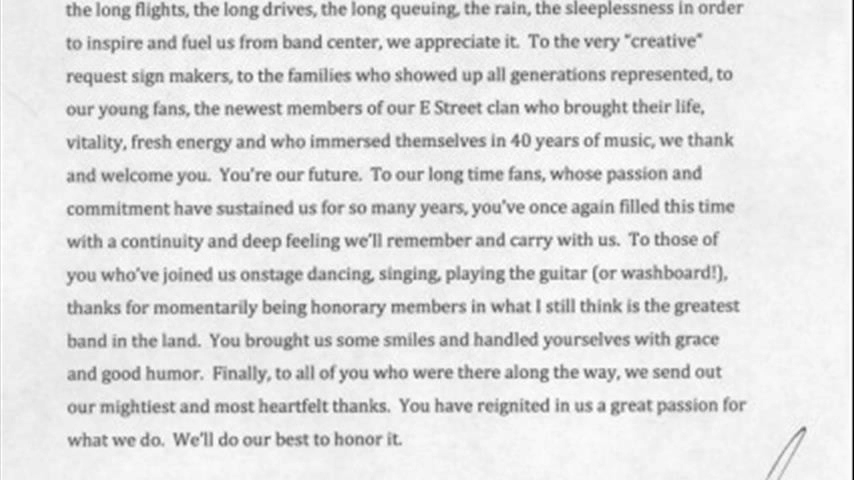 the long flights, the long drives, the long queuing, the rain, the sleeplessness in order
to inspire and fuel us from band center, we appreciate it.  To the very "creative"
request sign makers, to the families who showed up all generations represented, to
our young fans, the newest members of our E Street clan who brought their life,
vitality, fresh energy and who immersed themselves in 40 years of music, we thank
and welcome you.  You're our future.  To our long time fans, whose passion and
commitment have sustained us for so many years, you've once again filled this time
with a continuity and deep feeling we'll remember and carry with us.  To those of
you who've joined us onstage dancing, singing, playing the guitar (or washboard!),
thanks for momentarily being honorary members in what I still think is the greatest
band in the land.  You brought us some smiles and handled yourselves with grace
and good humor.  Finally, to all of you who were there along the way, we send out
our mightiest and most heartfelt thanks.  You have reignited in us a great passion for
what we do.  We'll do our best to honor it.